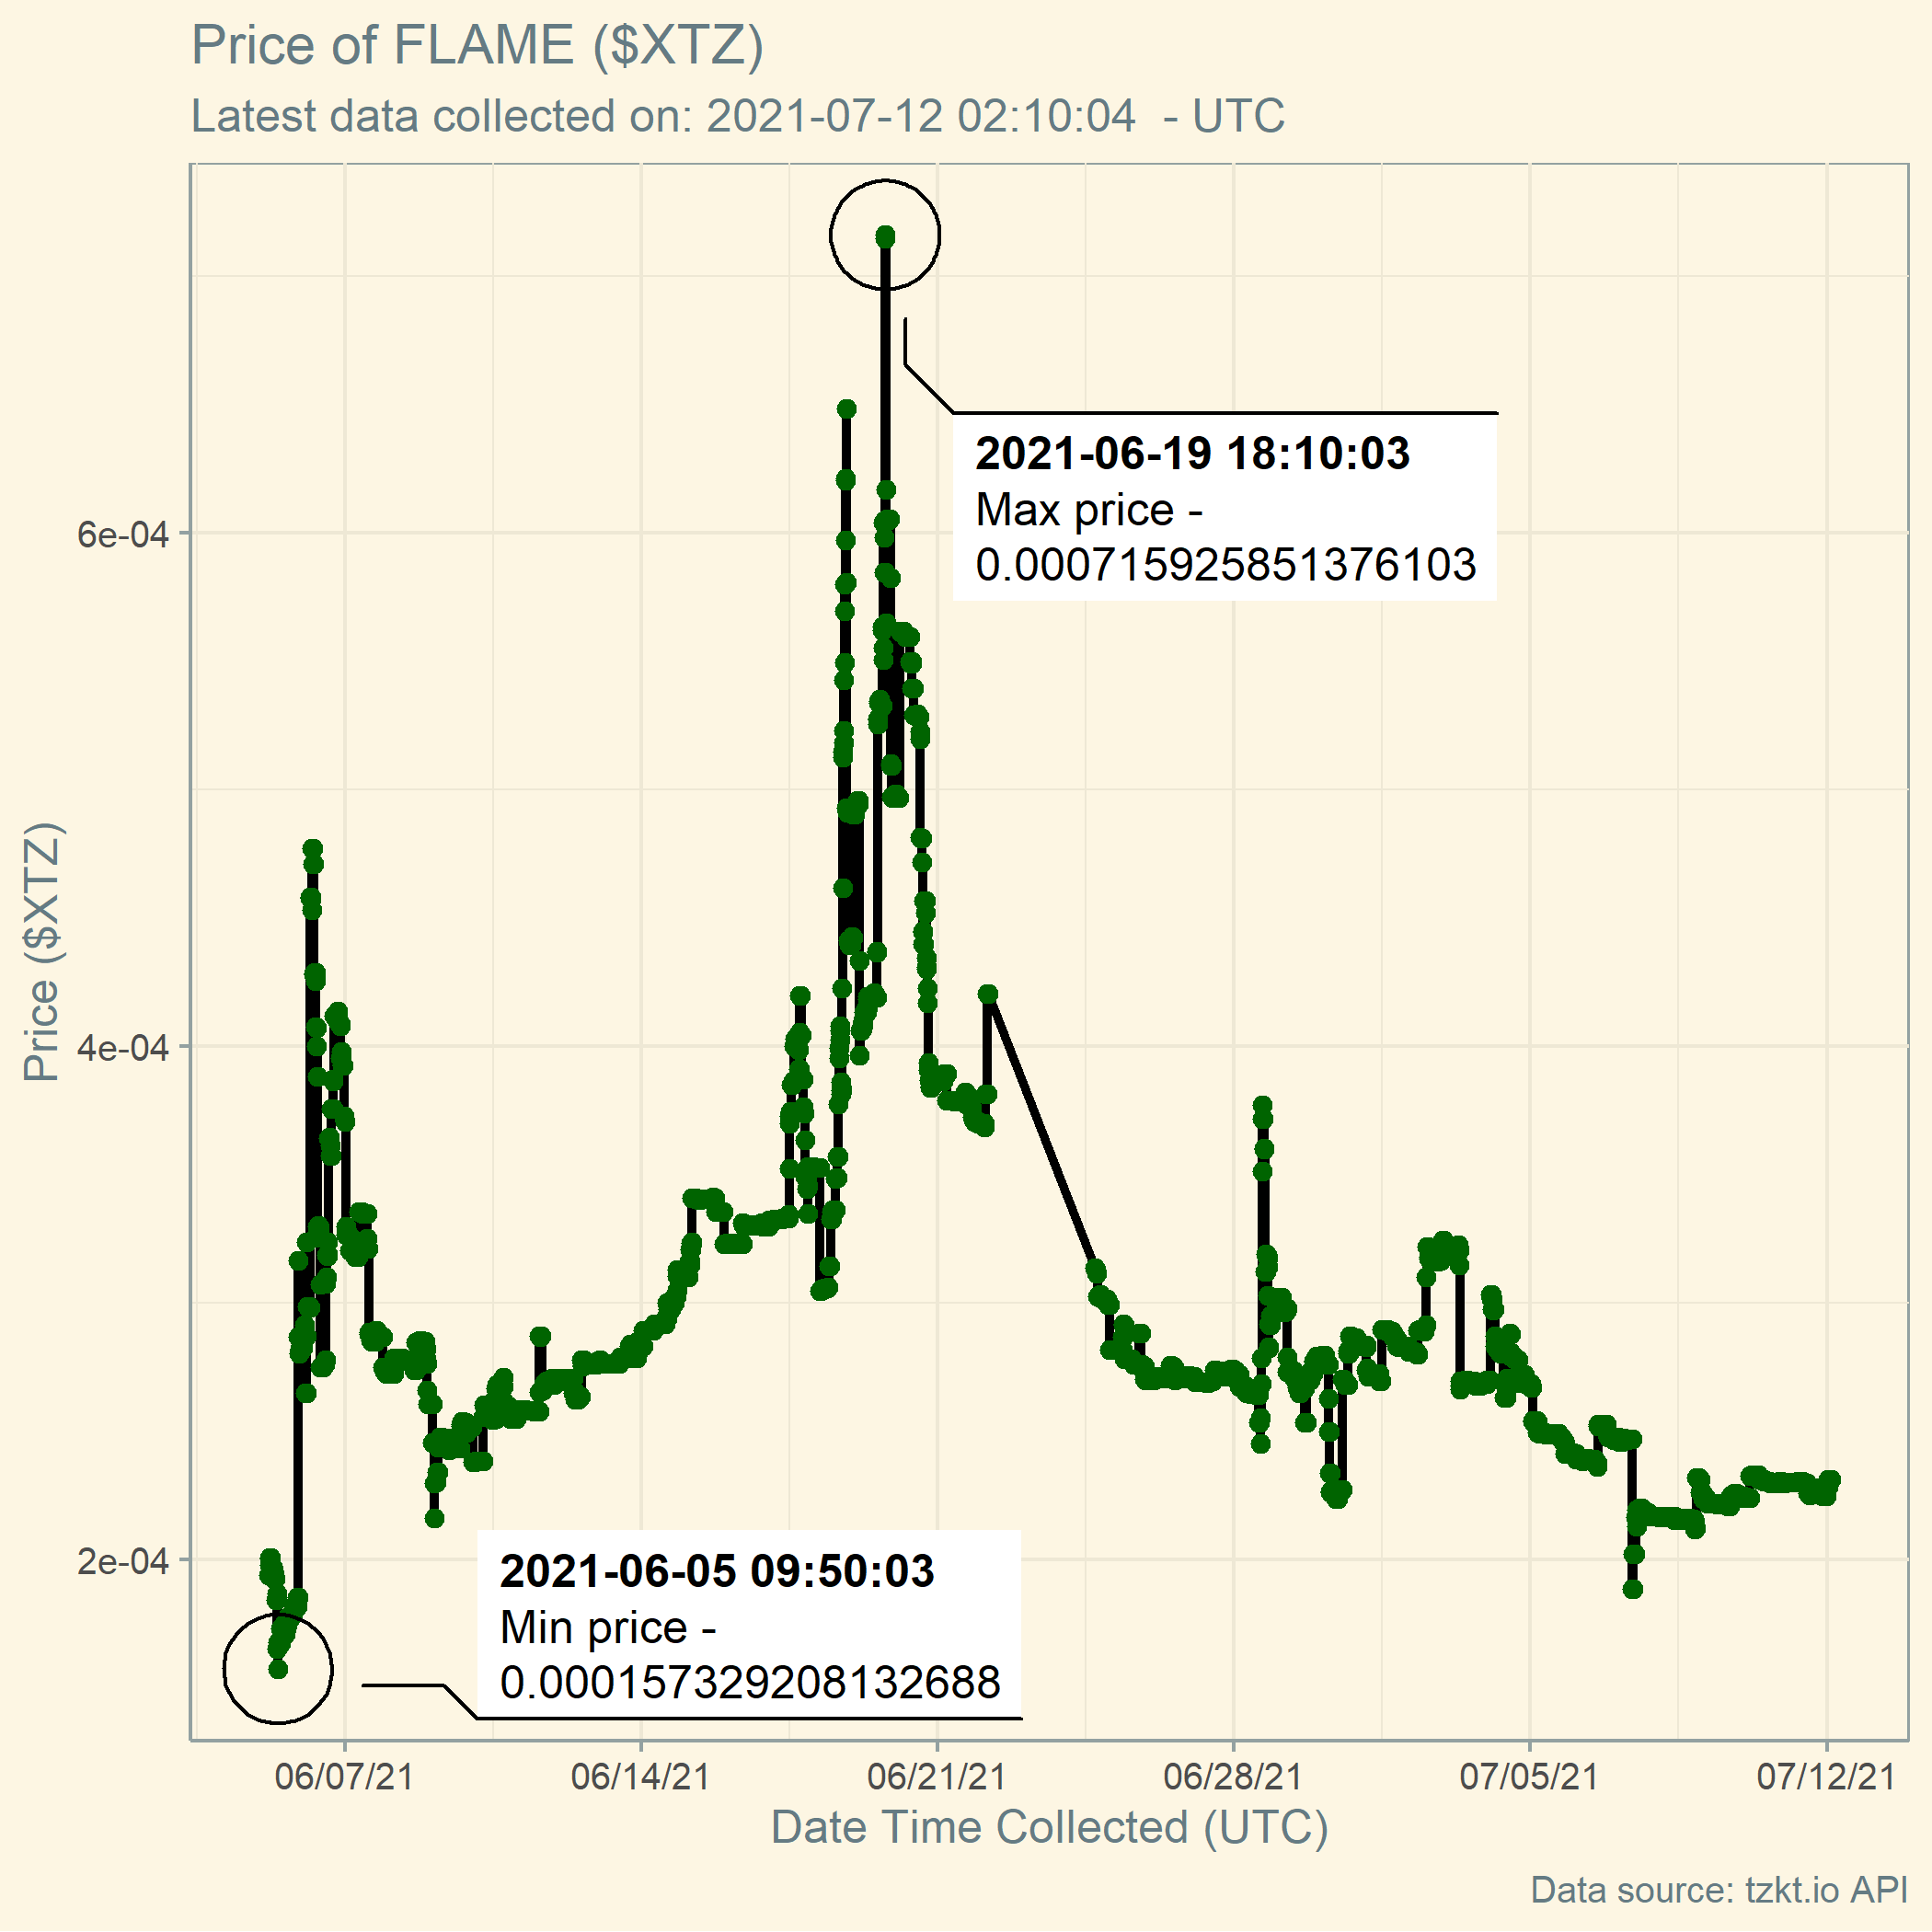 Price of FLAME ($XTZ)
Latest data collected on: 2021-07-12 02:10:04  - UTC
2021-06-19 18:10:03
Max price -
0.000715925851376103
6e-04
4e-04
2e-04
Price ($XTZ)
2021-06-05 09:50:03
Min price -
0.000157329208132688
06/07/21
06/14/21
06/21/21
06/28/21
07/05/21
07/12/21
Date Time Collected (UTC)
Data source: tzkt.io API